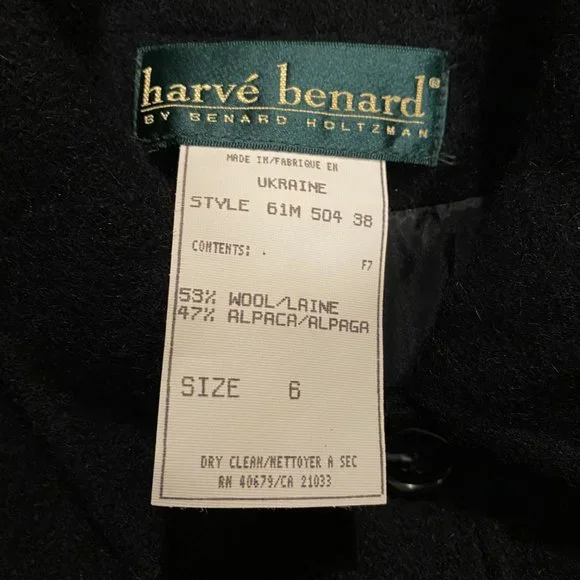 harvé benard®
BY BENARD HOLTZMAN
MADE IN/FABRIQUE EN
UKRAINE
STYLE 61M 504 38
CONTENTS: .
F7
53% WOOL/LAINE
47% ALPACA/ALPAGA
SIZE 6
DRY CLEAN/NETTOYER A SEC
RN 40679/CA 21033